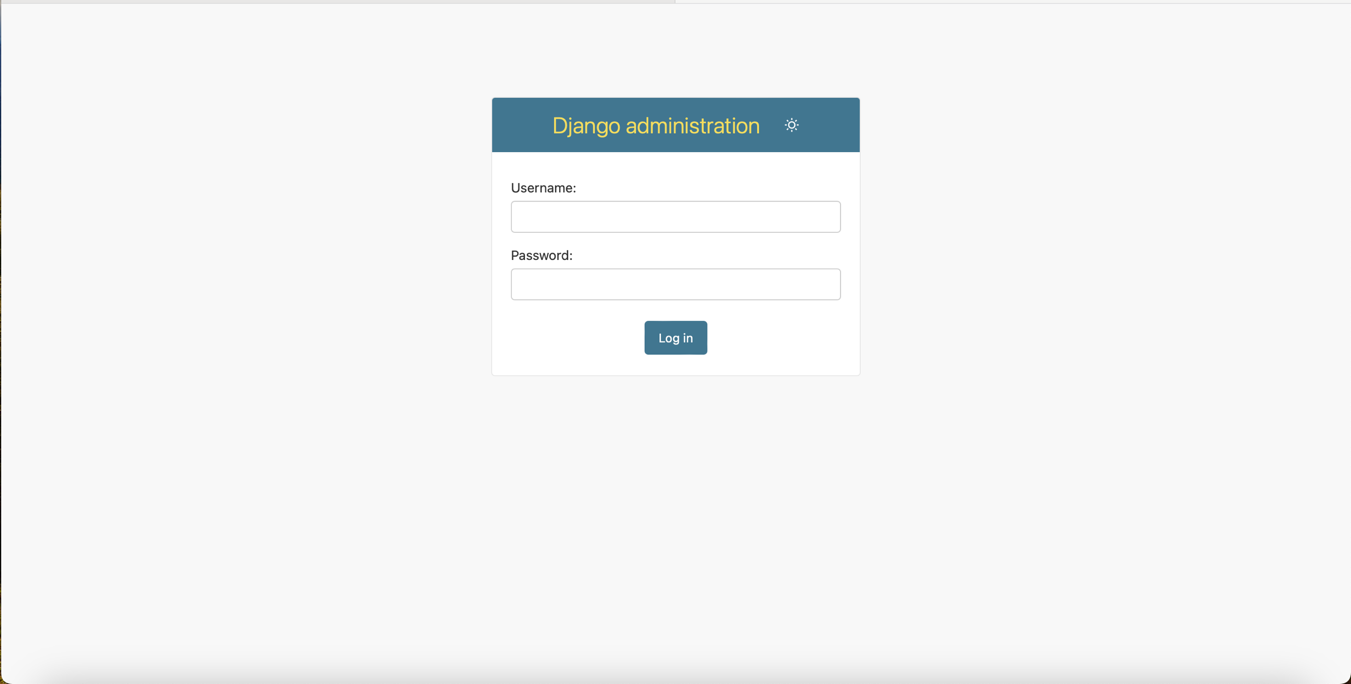 Django administration
Username:
Password:
Log in